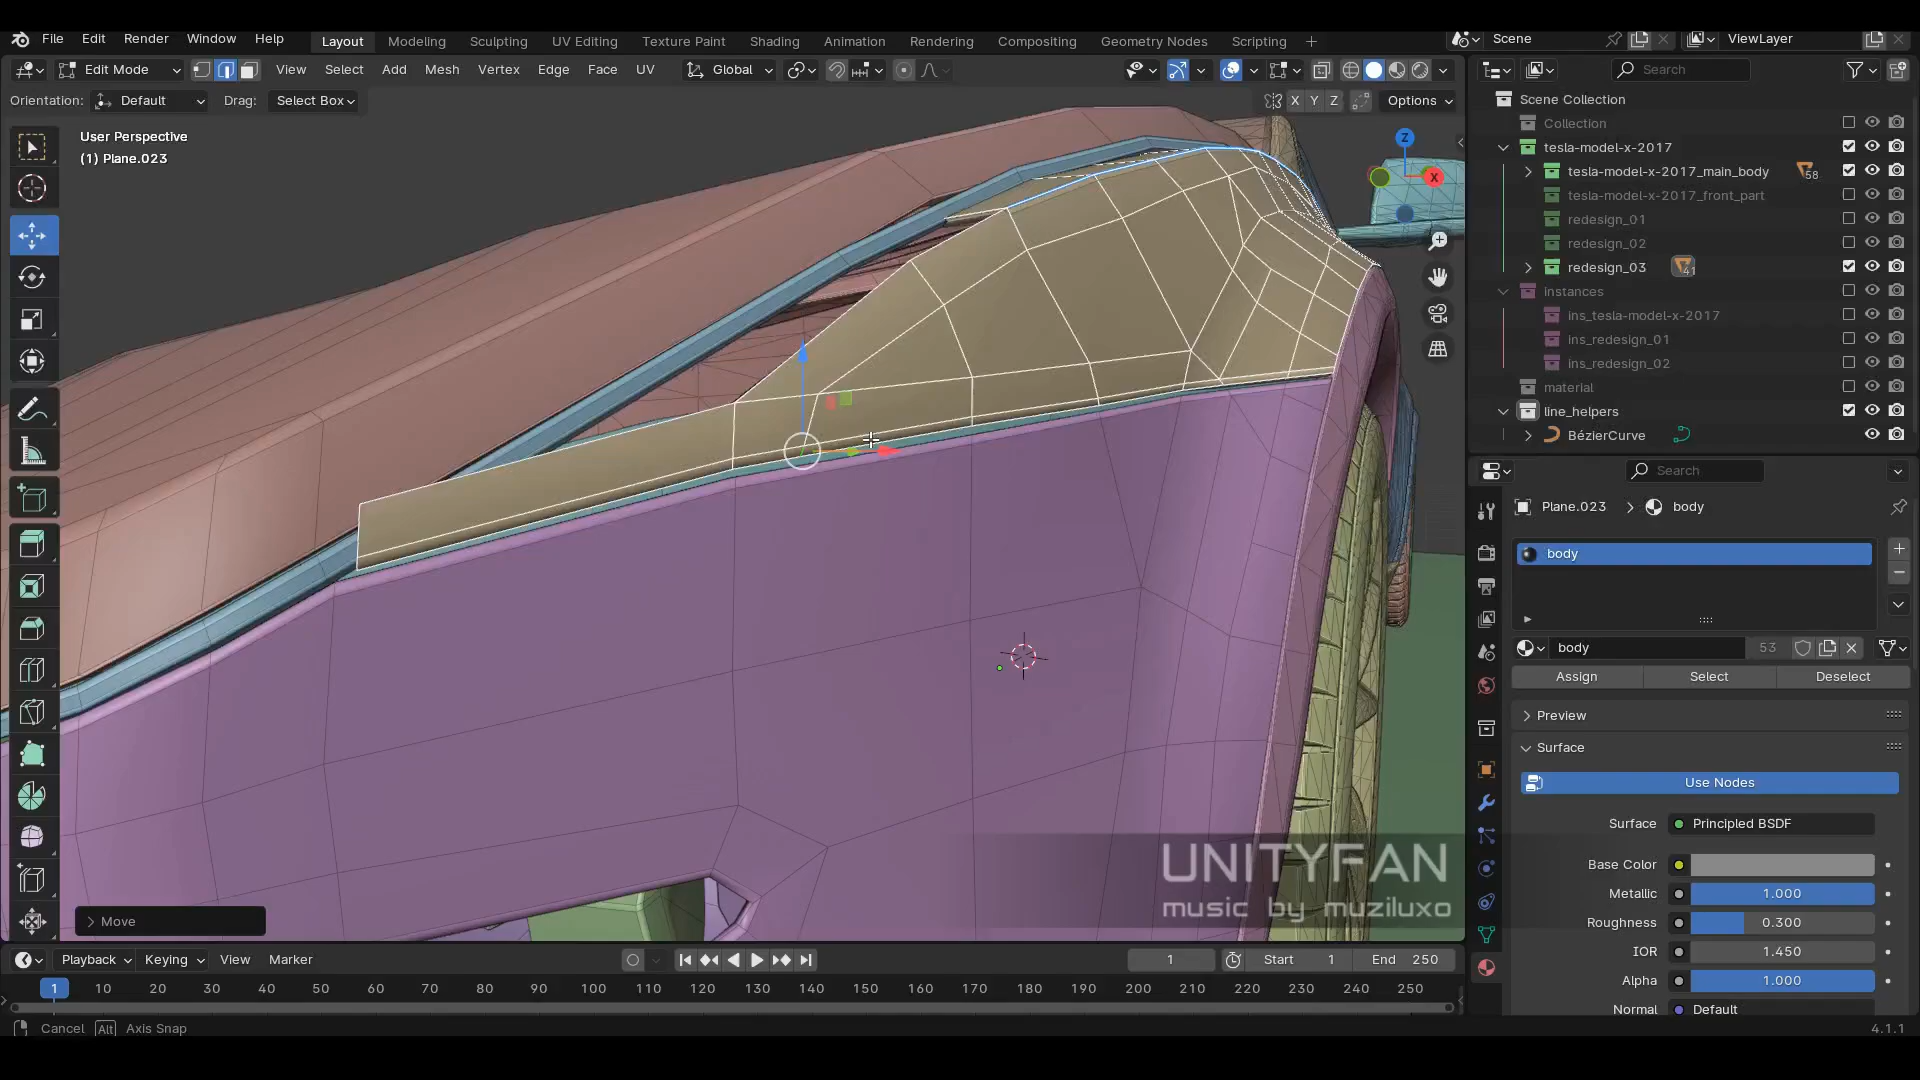 File Edit Render Window Help Layout Modeling Sculpting UV Editing Texture Paint Shading Animation Rendering Compositing Geometry Nodes Scripting Scene ViewLayer
Edit Mode View Select Add Mesh Vertex Edge Face UV Global Search
Orientation: Default Drag: Select Box X Y Z Options
User Perspective
(1) Plane.023
Z
X
Scene Collection
Collection
tesla-model-x-2017
tesla-model-x-2017_main_body 58
tesla-model-x-2017_front_part
redesign_01
redesign_02
redesign_03 41
instances
ins_tesla-model-x-2017
ins_redesign_01
ins_redesign_02
material
line_helpers
BézierCurve
Search
Plane.023 body
body
body 53
Assign Select Deselect
Preview
Surface
Use Nodes
Surface Principled BSDF
Base Color
Metallic 1.000
Roughness 0.300
IOR 1.450
Alpha 1.000
Normal Default
UNITYFAN
music by muziluxo
Move
Playback Keying View Marker 1 Start 1 End 250
1 10 20 30 40 50 60 70 80 90 100 110 120 130 140 150 160 170 180 190 200 210 220 230 240 250
Cancel Alt Axis Snap 4.1.1